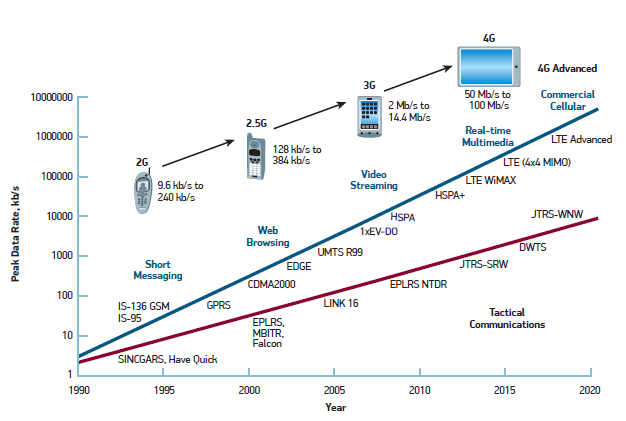 4G
4G Advanced
3G
50 Mb/s to
100 Mb/s
Commercial
Cellular
10000000
2 Mb/s to
14.4 Mb/s
2.5G
Real-time
Multimedia
1000000
LTE Advanced
128 kb/s to
384 kb/s
2G
LTE (4x4 MIMO)
100000
9.6 kb/s to
240 kb/s
Video
Streaming
LTE WiMAX
HSPA+
10000
HSPA
JTRS-WNW
1xEV-DO
Web
Browsing
DWTS
1000
UMTS R99
Short
Messaging
EDGE
JTRS-SRW
CDMA2000
EPLRS NTDR
100
IS-136 GSM
IS-95
GPRS
LINK 16
Tactical
Communications
EPLRS,
MBITR,
Falcon
10
SINCGARS, Have Quick
1
1990
1995
2000
2005
2010
2015
2020
Year
Peak Data Rate, kb/s